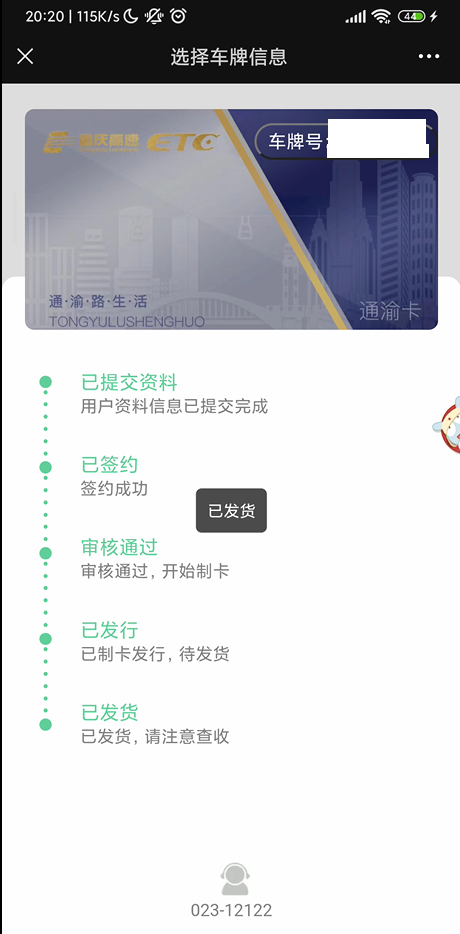 20:20 | 115K/s
44
选择车牌信息
重庆高速 ETC
车牌号:
通·渝·路·生·活
TONGYULUSHENGHUO
通渝卡
已提交资料
用户资料信息已提交完成
已签约
签约成功
已发货
审核通过
审核通过, 开始制卡
已发行
已制卡发行, 待发货
已发货
已发货, 请注意查收
023-12122